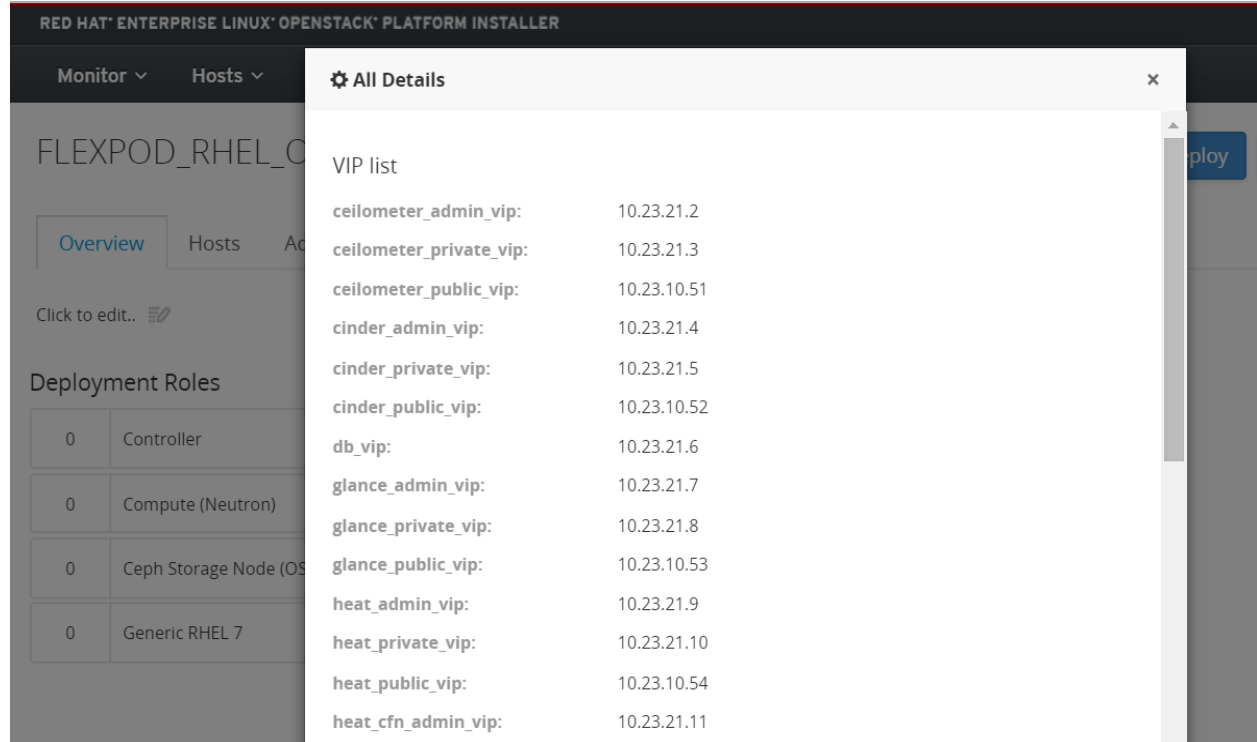 RED HAT® ENTERPRISE LINUX® OPENSTACK® PLATFORM INSTALLER
Monitor
Hosts
All Details
×
FLEXPOD_RHEL_O
ploy
Overview
Hosts
Click to edit..
Deployment Roles
0 Controller
0 Compute (Neutron)
0 Ceph Storage Node (OS
0 Generic RHEL 7
VIP list
ceilometer_admin_vip: 10.23.21.2
ceilometer_private_vip: 10.23.21.3
ceilometer_public_vip: 10.23.10.51
cinder_admin_vip: 10.23.21.4
cinder_private_vip: 10.23.21.5
cinder_public_vip: 10.23.10.52
db_vip: 10.23.21.6
glance_admin_vip: 10.23.21.7
glance_private_vip: 10.23.21.8
glance_public_vip: 10.23.10.53
heat_admin_vip: 10.23.21.9
heat_private_vip: 10.23.21.10
heat_public_vip: 10.23.10.54
heat_cfn_admin_vip: 10.23.21.11